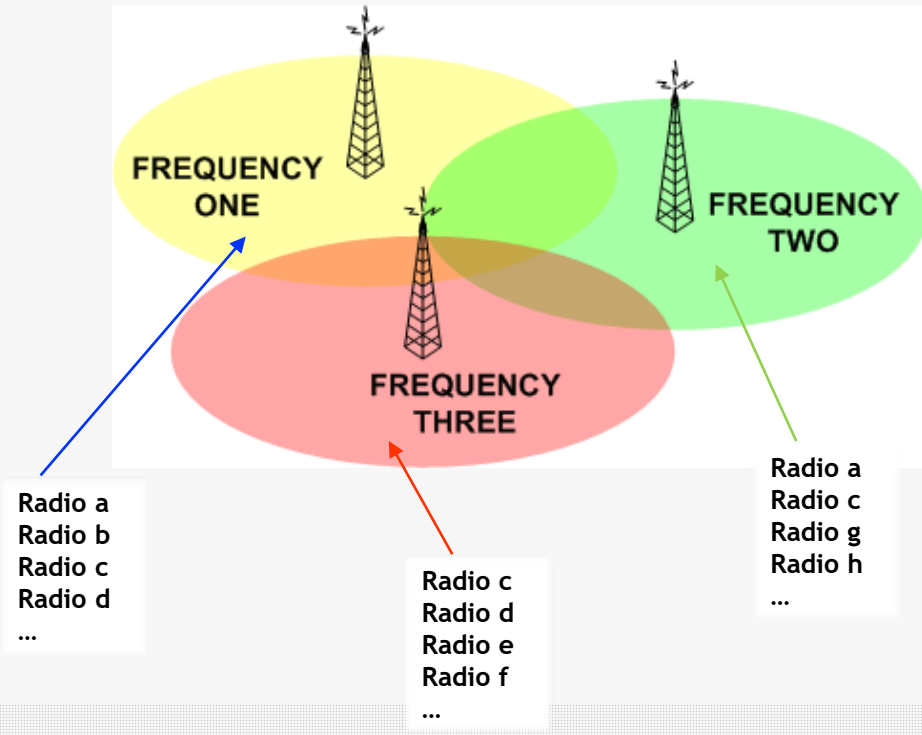 FREQUENCY
ONE
FREQUENCY
TWO
FREQUENCY
THREE
Radio a
Radio b
Radio c
Radio d
...
Radio c
Radio d
Radio e
Radio f
...
Radio a
Radio c
Radio g
Radio h
...